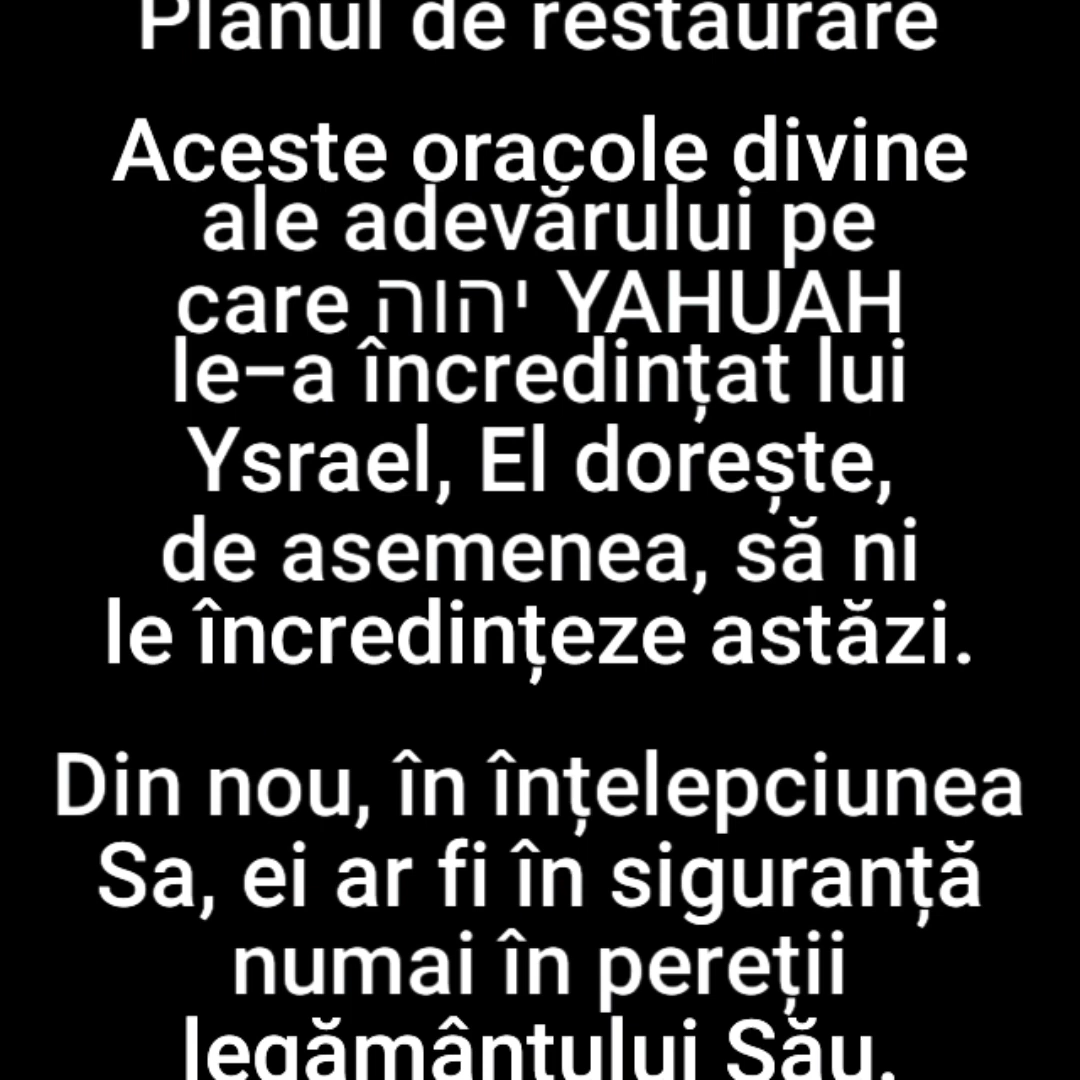 Planul de restaurare
Aceste oracole divine
ale adevărului pe
care יהוה YAHUAH
le-a încredințat lui
Ysrael, El dorește,
de asemenea, să ni
le încredințeze astăzi.
Din nou, în înțelepciunea
Sa, ei ar fi în siguranță
numai în pereții
legământului Său.